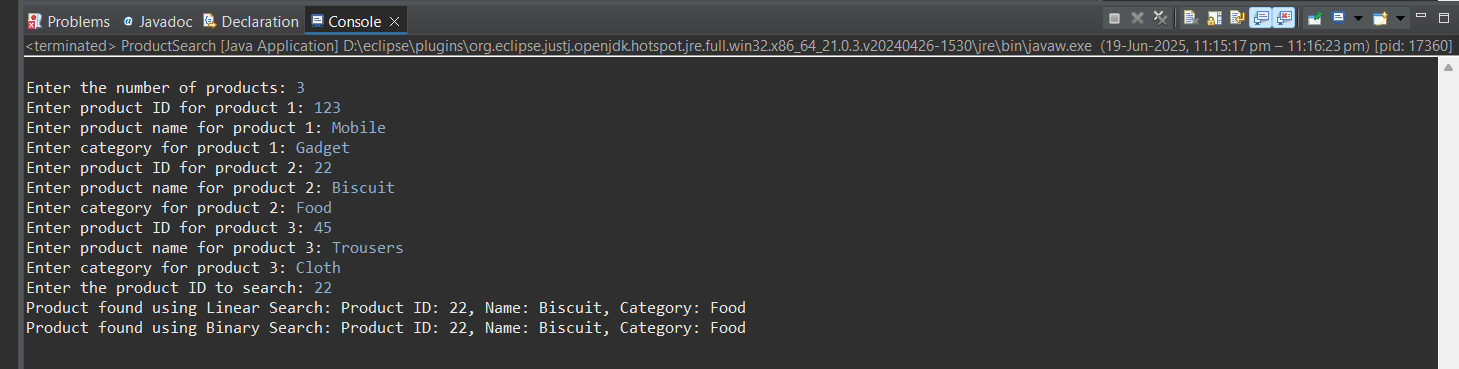 Problems @ Javadoc Declaration Console
<terminated> ProductSearch [Java Application] D:\eclipse\plugins\org.eclipse.justj.openjdk.hotspot.jre.full.win32.x86_64_21.0.3.v20240426-1530\jre\bin\javaw.exe (19-Jun-2025, 11:15:17 pm – 11:16:23 pm) [pid: 17360]
Enter the number of products: 3
Enter product ID for product 1: 123
Enter product name for product 1: Mobile
Enter category for product 1: Gadget
Enter product ID for product 2: 22
Enter product name for product 2: Biscuit
Enter category for product 2: Food
Enter product ID for product 3: 45
Enter product name for product 3: Trousers
Enter category for product 3: Cloth
Enter the product ID to search: 22
Product found using Linear Search: Product ID: 22, Name: Biscuit, Category: Food
Product found using Binary Search: Product ID: 22, Name: Biscuit, Category: Food